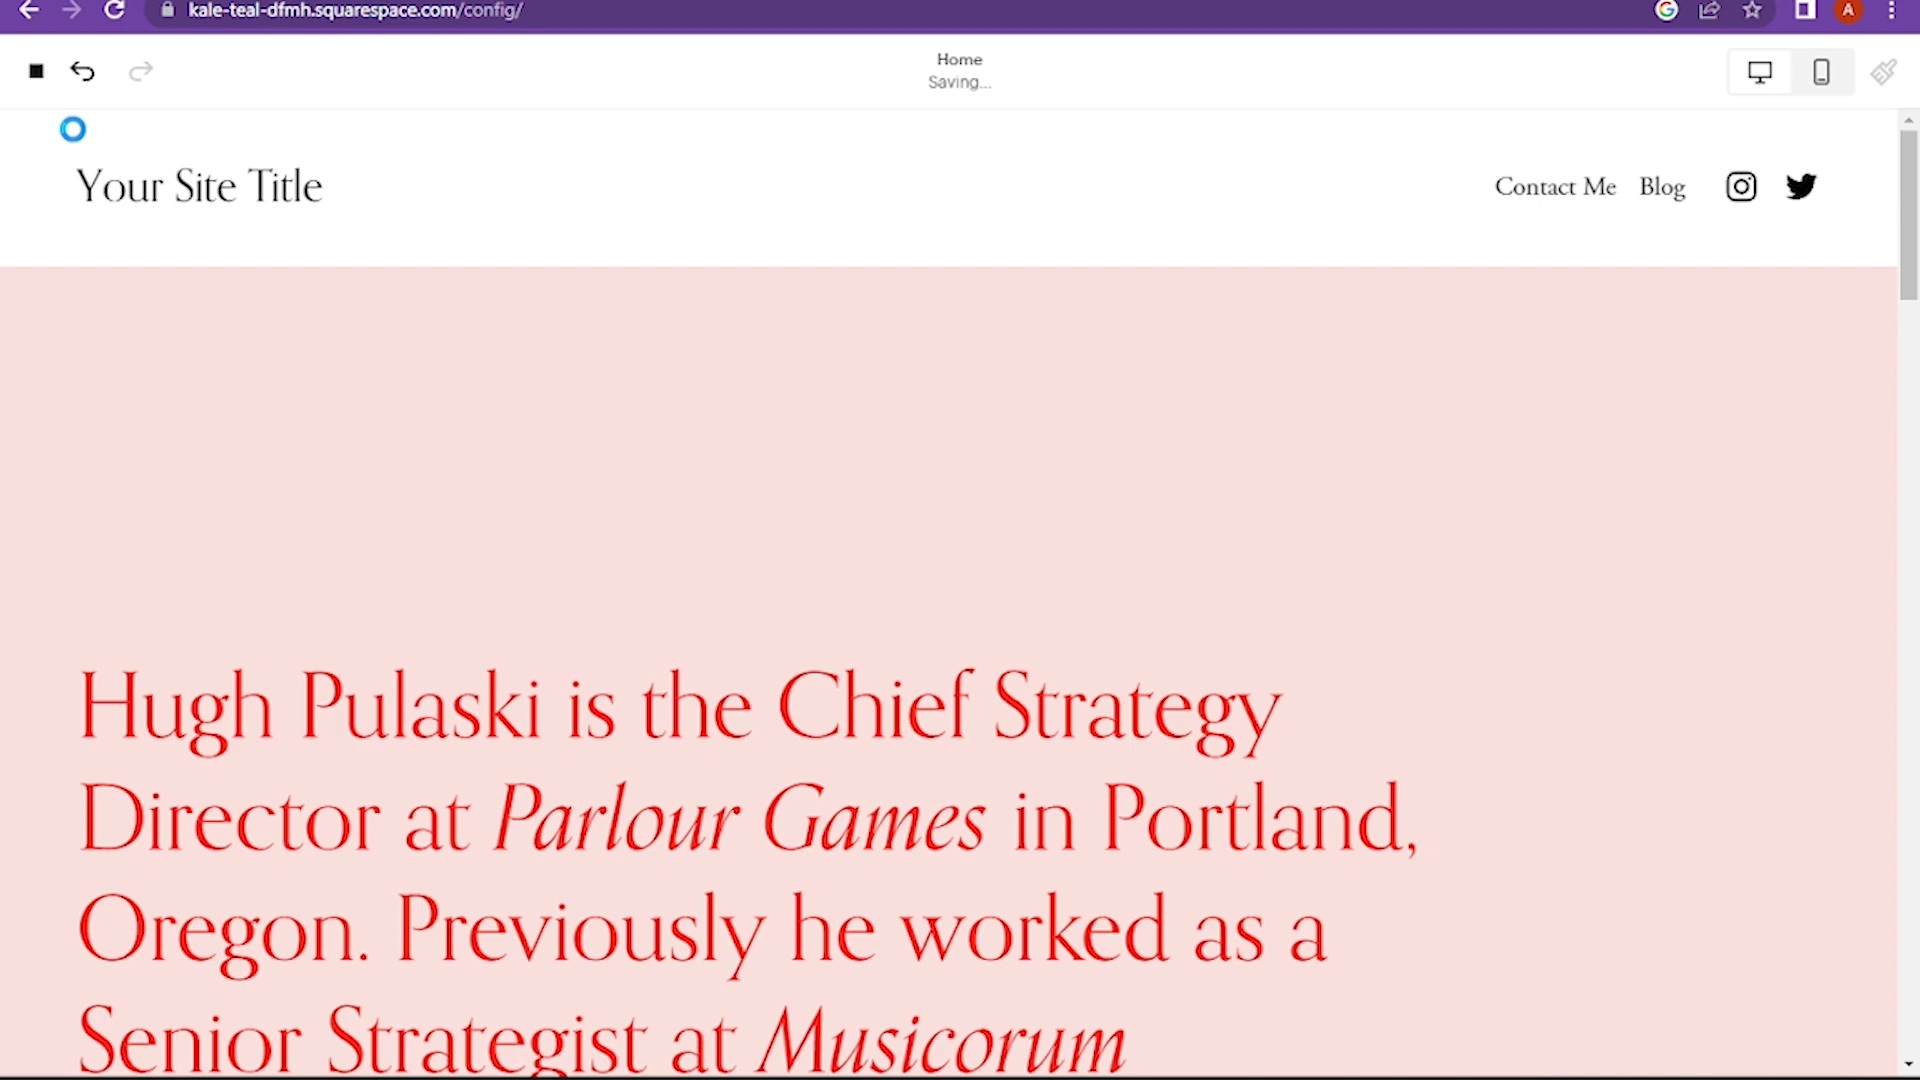 kale-teal-dfmh.squarespace.com/config/
A
Home
Saving...
Your Site Title
Contact Me Blog
Hugh Pulaski is the Chief Strategy
Director at Parlour Games in Portland,
Oregon. Previously he worked as a
Senior Strategist at Musicorum